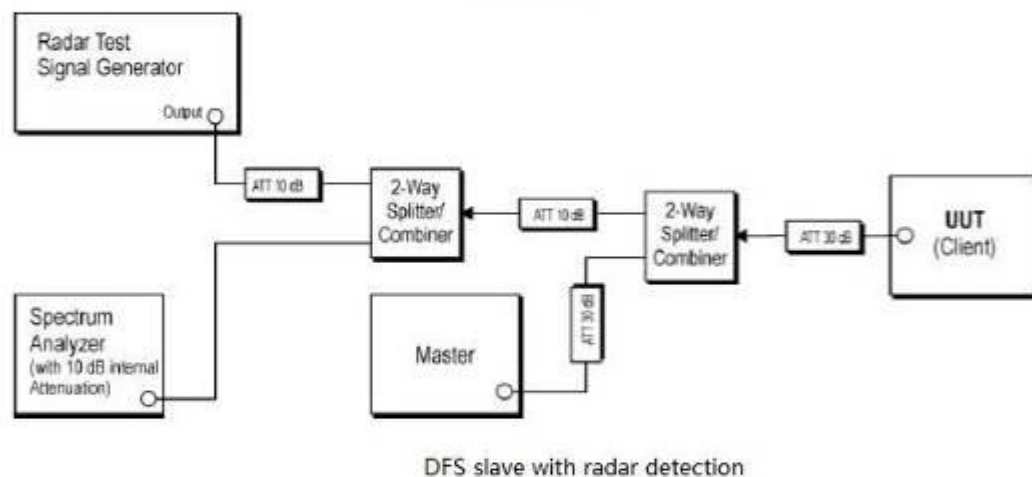 Radar Test
Signal Generator
Output
ATT 10 dB
2-Way
Splitter/
Combiner
ATT 10 dB
2-Way
Splitter/
Combiner
ATT 30 dB
UUT
(Client)
Spectrum
Analyzer
(with 10 dB internal
Attenuation)
Master
ATT 30 dB
DFS slave with radar detection